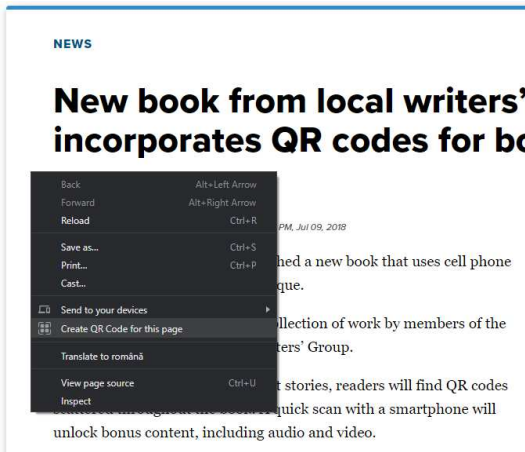 NEWS
New book from local writers'
incorporates QR codes for bo
Back Alt+Left Arrow
Forward Alt+Right Arrow
Reload Ctrl+R
PM, Jul 09, 2018
Save as... Ctrl+S
Print... Ctrl+P
hed a new book that uses cell phone
Cast...
que.
Send to your devices
Create QR Code for this page
llection of work by members of the
ters' Group.
Translate to română
View page source Ctrl+U
t stories, readers will find QR codes
Inspect
quick scan with a smartphone will
unlock bonus content, including audio and video.